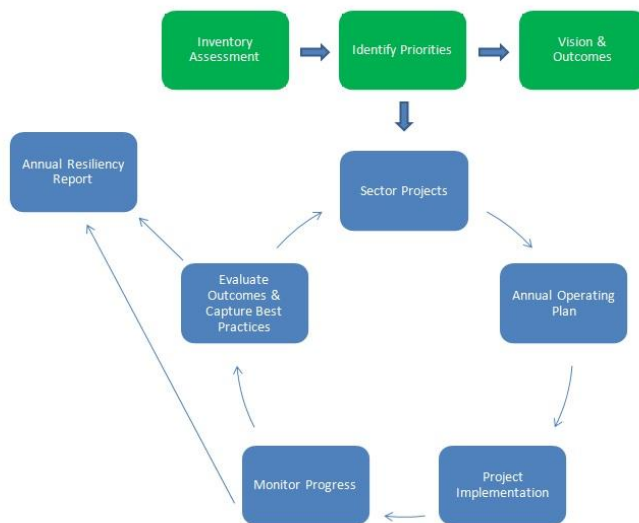 Inventory
Assessment
Identify Priorities
Vision &
Outcomes
Annual Resiliency
Report
Sector Projects
Evaluate
Outcomes &
Capture Best
Practices
Annual Operating
Plan
Monitor Progress
Project
Implementation